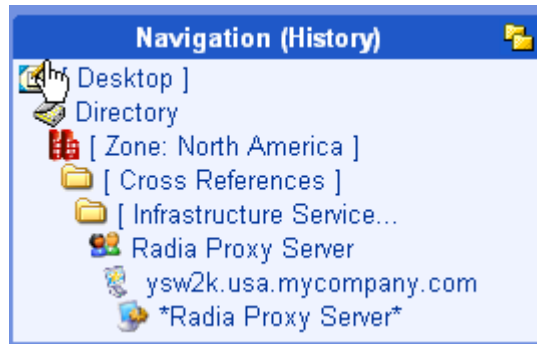 Navigation (History)
[ Desktop ]
Directory
[ Zone: North America ]
[ Cross References ]
[ Infrastructure Service...
Radia Proxy Server
ysw2k.usa.mycompany.com
*Radia Proxy Server*